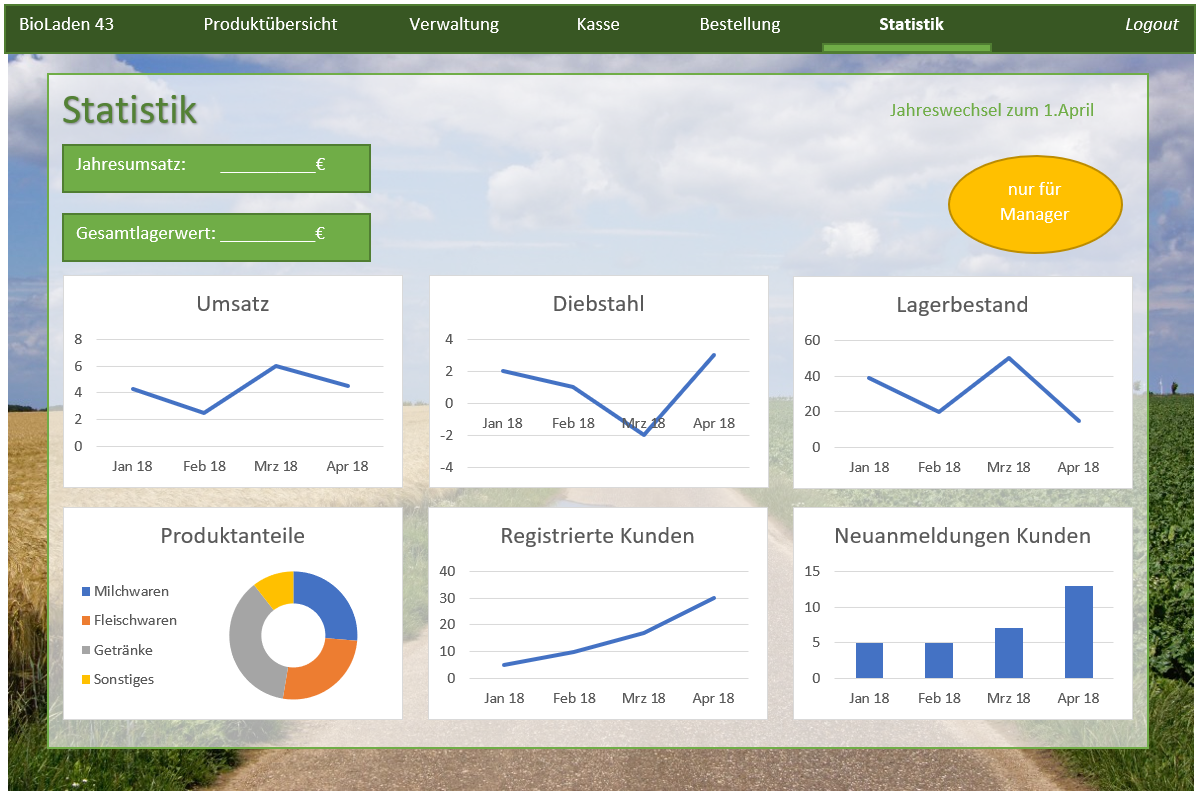 BioLaden 43 Produktübersicht Verwaltung Kasse Bestellung Statistik Logout
Statistik
Jahreswechsel zum 1.April
Jahresumsatz: ___________€
nur für
Manager
Gesamtlagerwert: ___________€
Umsatz
8
6
4
2
0
Jan 18 Feb 18 Mrz 18 Apr 18
Diebstahl
4
2
0
-2
-4
Jan 18 Feb 18 Mrz 18 Apr 18
Lagerbestand
60
40
20
0
Jan 18 Feb 18 Mrz 18 Apr 18
Produktanteile
Milchwaren
Fleischwaren
Getränke
Sonstiges
Registrierte Kunden
40
30
20
10
0
Jan 18 Feb 18 Mrz 18 Apr 18
Neuanmeldungen Kunden
15
10
5
0
Jan 18 Feb 18 Mrz 18 Apr 18